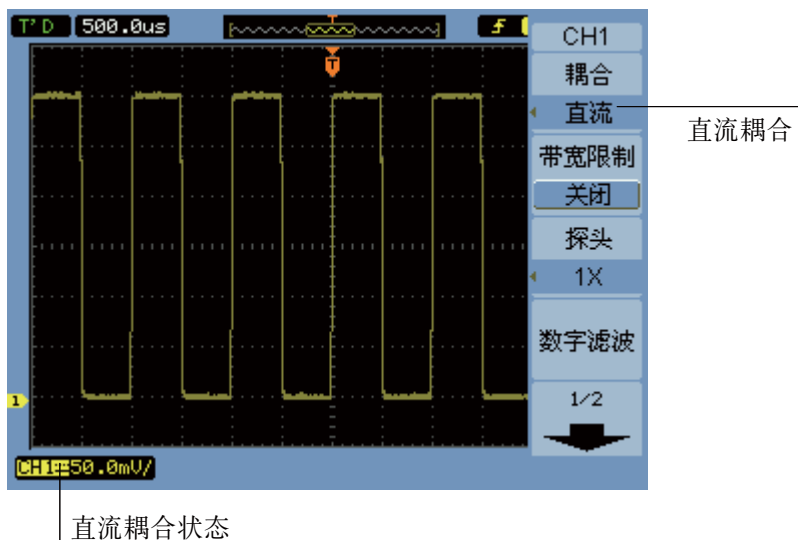 T'D 500.0us
T
T
CH1
耦合
直流
直流耦合
带宽限制
关闭
探头
1X
数字滤波
1/2
1
CH1 50.0mV/
直流耦合状态